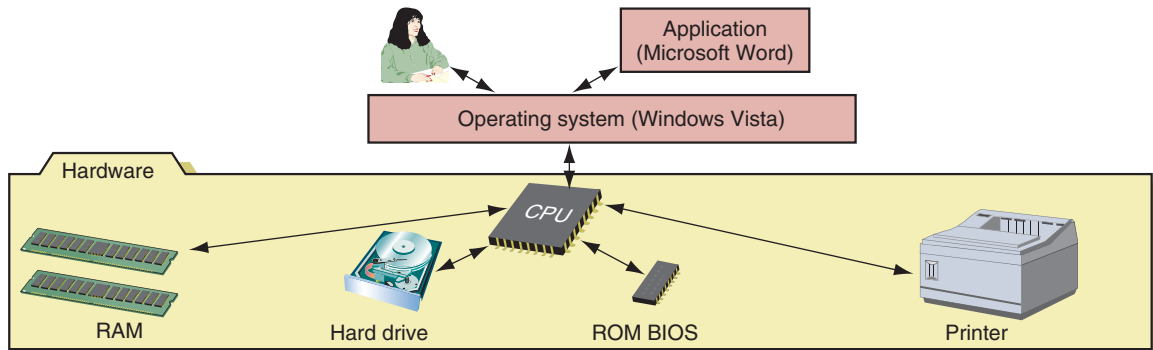 Application
(Microsoft Word)
Operating system (Windows Vista)
Hardware
CPU
RAM
Hard drive
ROM BIOS
Printer